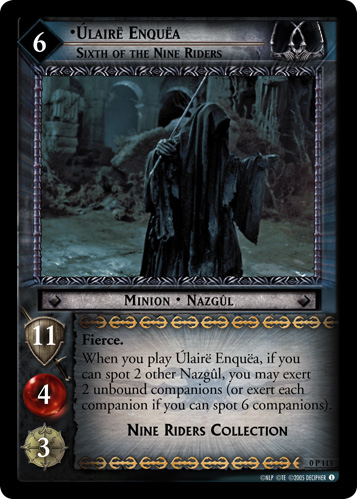 6
•Úlairë Enquëa
Sixth of the Nine Riders
Minion • Nazgûl
11
Fierce.
When you play Úlairë Enquëa, if you
can spot 2 other Nazgûl, you may exert
2 unbound companions (or exert each
companion if you can spot 6 companions).
4
Nine Riders Collection
3
©NLP ©TE ©2005 DECIPHER